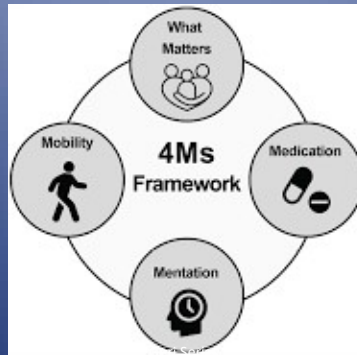 What
Matters
Mobility
4Ms
Framework
Medication
Mentation